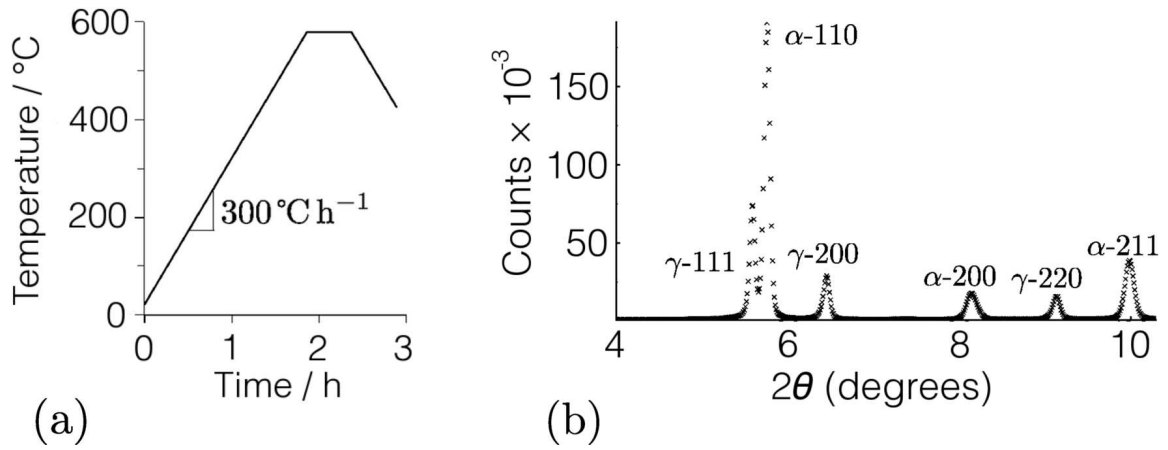 600
400
200
0
Temperature / °C
300 °C h⁻¹
0 1 2 3
Time / h
(a)
150
100
50
Counts × 10⁻³
α-110
γ-111
γ-200
α-200
γ-220
α-211
4 6 8 10
2θ (degrees)
(b)